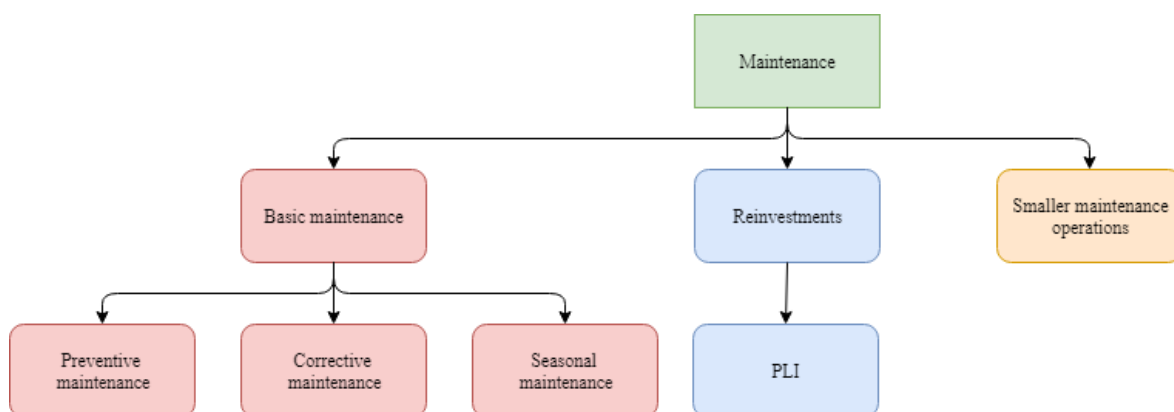 Maintenance
Basic maintenance
Reinvestments
Smaller maintenance
operations
Preventive
maintenance
Corrective
maintenance
Seasonal
maintenance
PLI